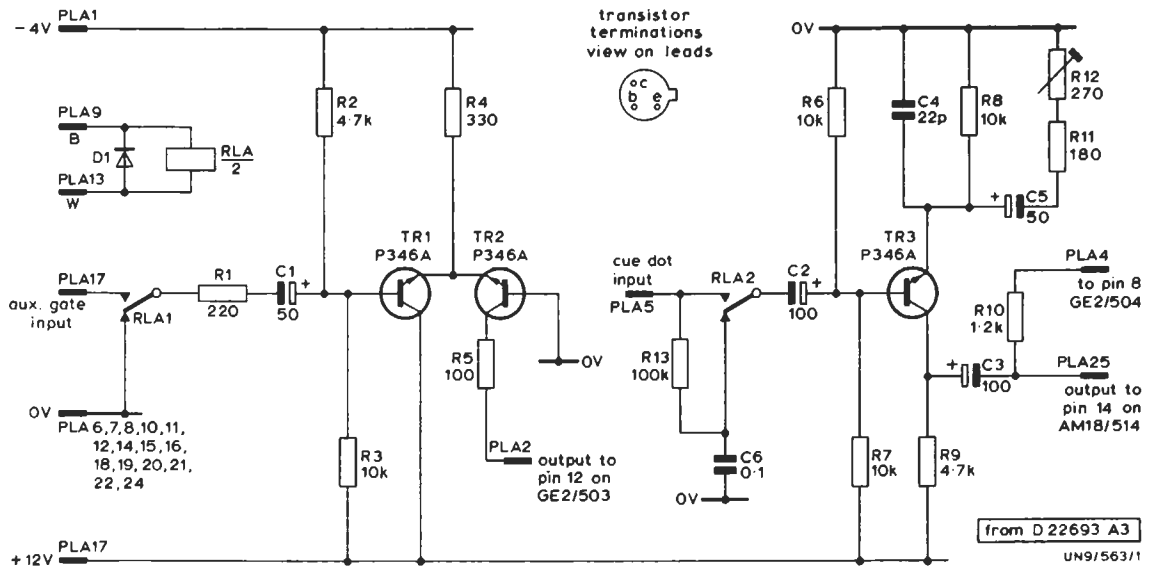 -4V PLA1
PLA9
B
D1
RLA
2
PLA13
W
R2
4·7k
R4
330
transistor
terminations
view on leads
c
b e
0V
R6
10k
C4
22p
R8
10k
R12
270
R11
180
+ C5
50
PLA17
aux. gate
input
RLA1
R1
220
C1
+
50
TR1
P346A
TR2
P346A
R5
100
0V
cue dot
input
PLA5
RLA2
C2
+
100
TR3
P346A
PLA4
to pin 8
GE2/504
R10
1·2k
R13
100k
+
C3
100
PLA25
output to
pin 14 on
AM18/514
0V PLA 6,7,8,10,11,
12,14,15,16,
18,19,20,21,
22,24
R3
10k
PLA2
output to
pin 12 on
GE2/503
C6
0·1
0V
R7
10k
R9
4·7k
+12V PLA17
from D 22693 A3
UN9/563/1